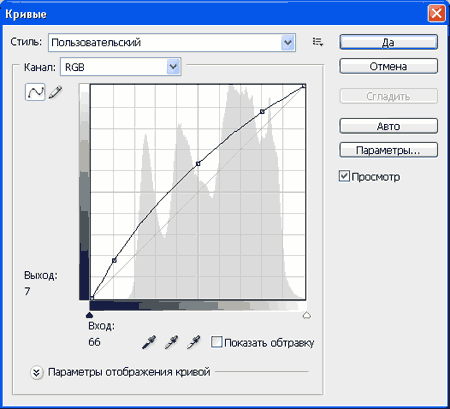 Кривые
Стиль: Пользовательский
Да
Канал: RGB
Отмена
Сгладить
Авто
Параметры...
Просмотр
Выход:
7
Вход:
66
Показать обтравку
Параметры отображения кривой